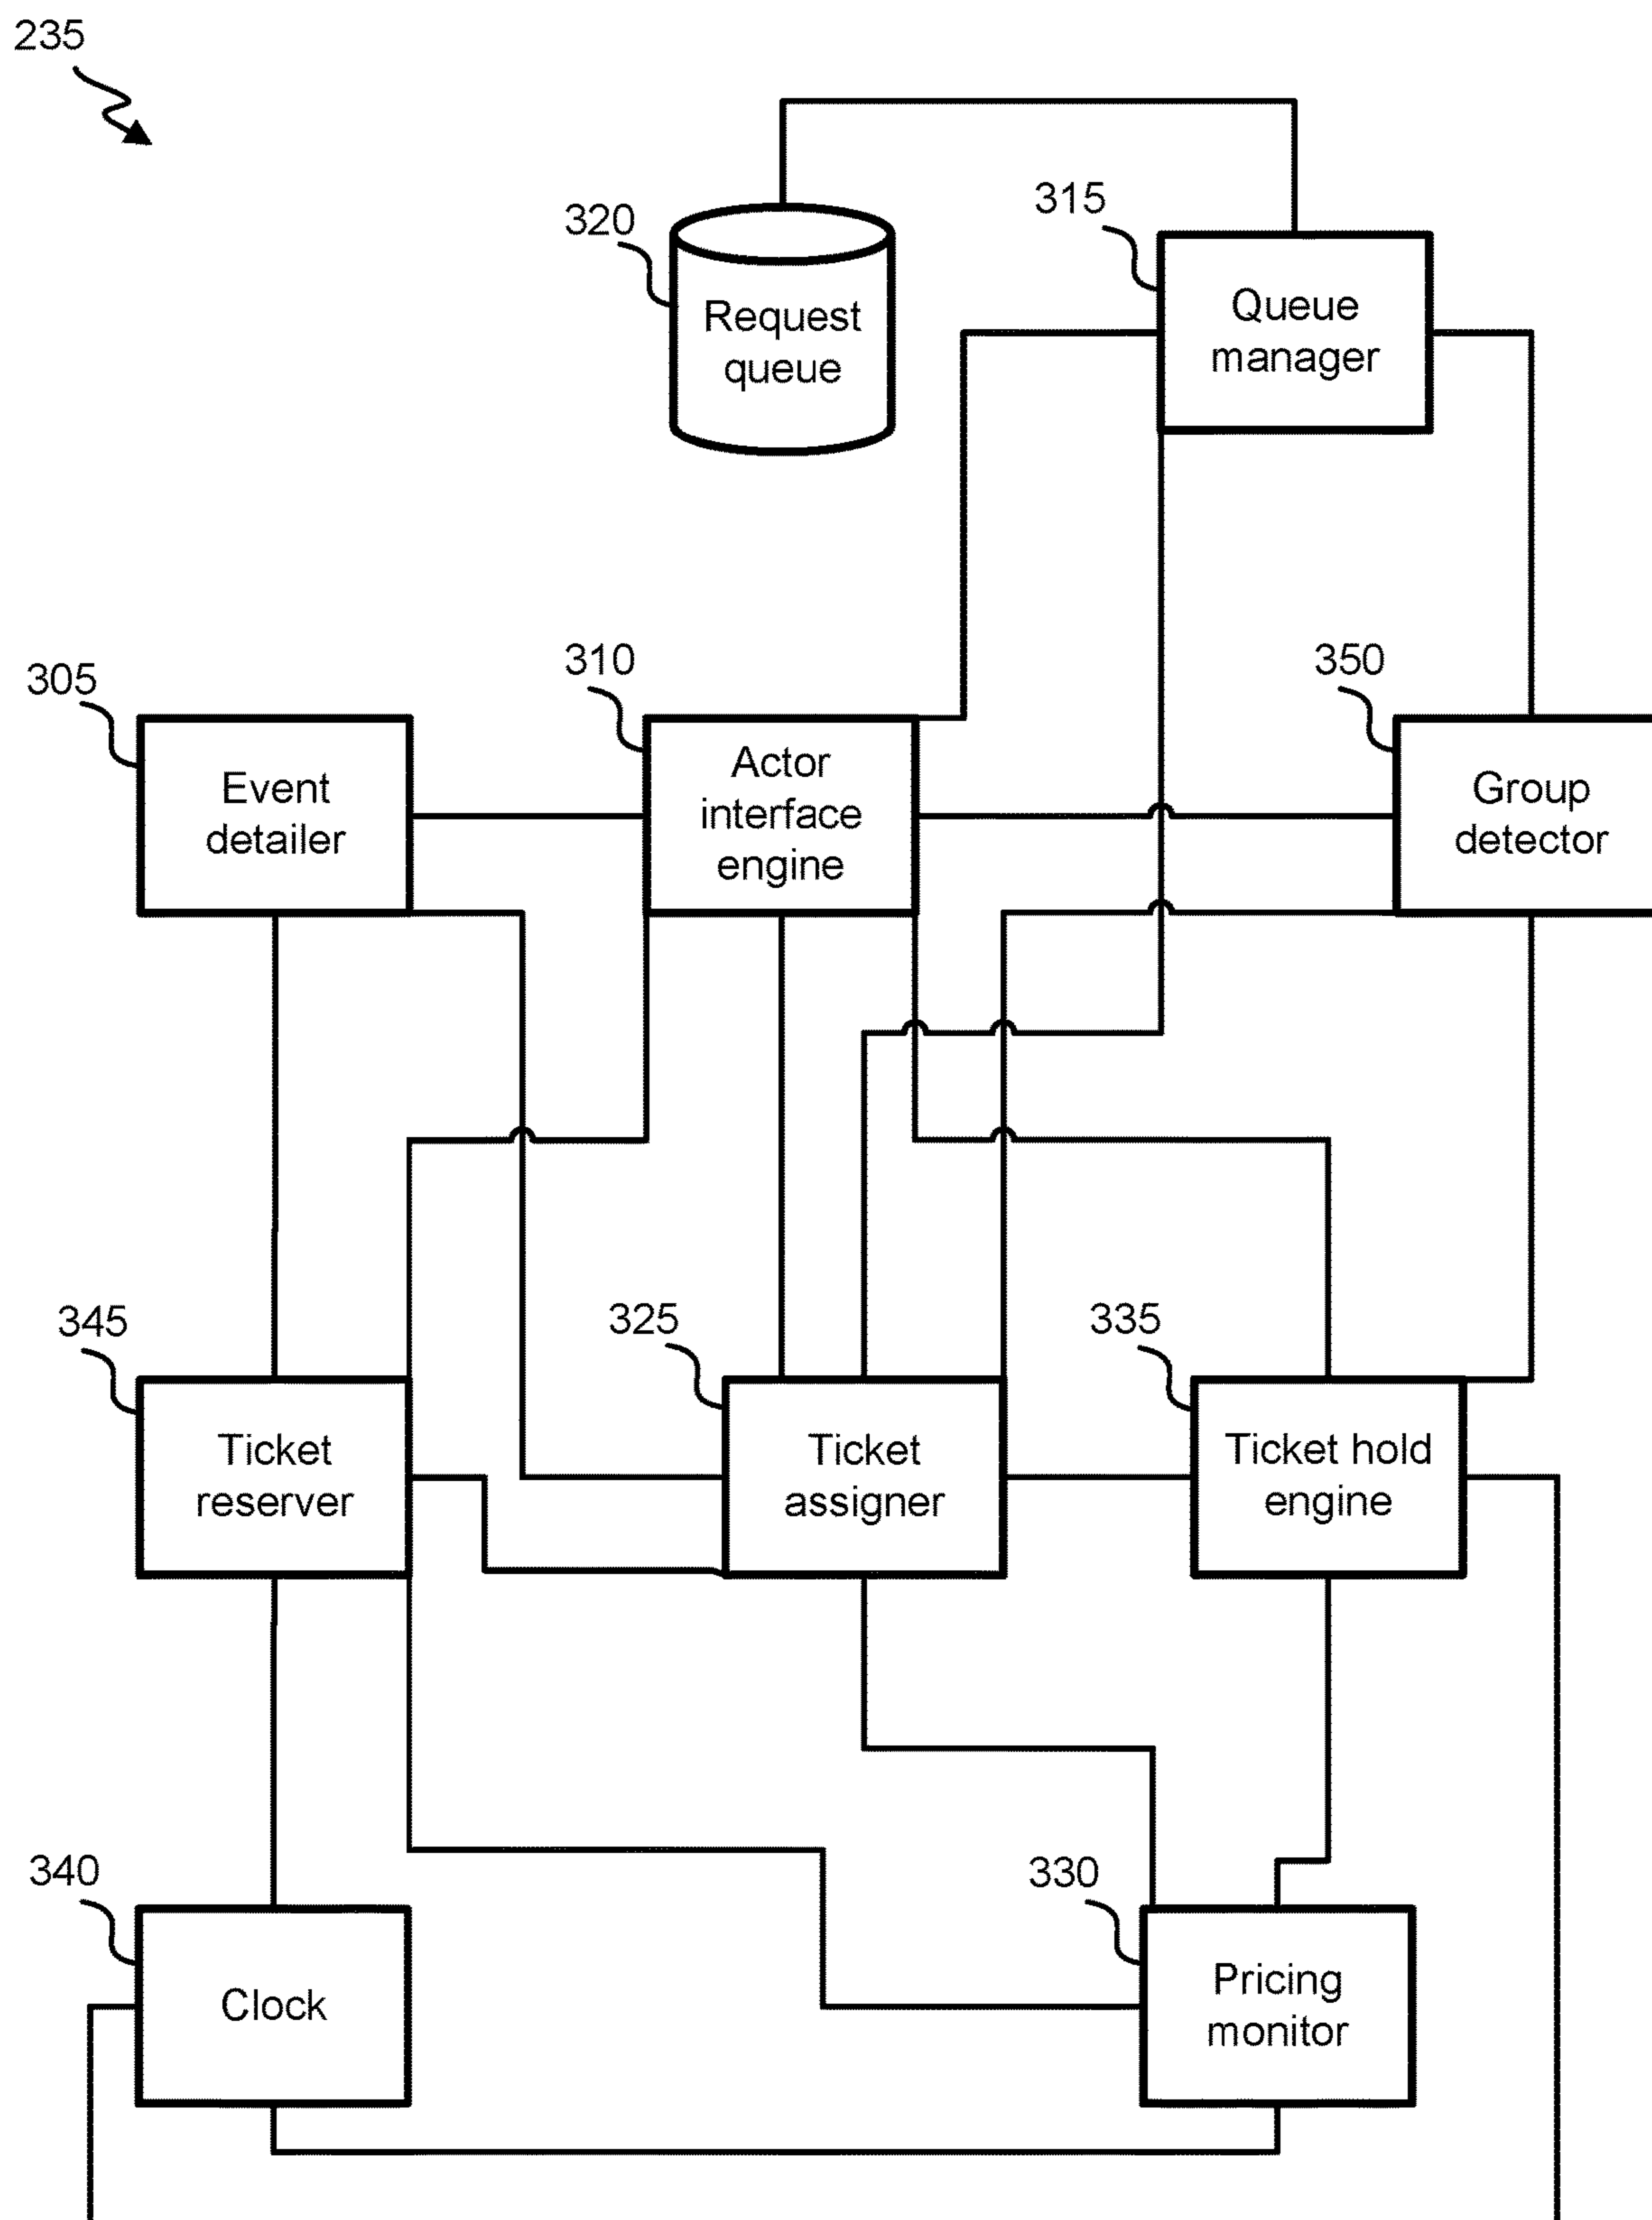 235
320
315
Request
queue
Queue
manager
305
310
350
Event
detailer
Actor
interface
engine
Group
detector
345
325
335
Ticket
reserver
Ticket
assigner
Ticket hold
engine
340
330
Clock
Pricing
monitor